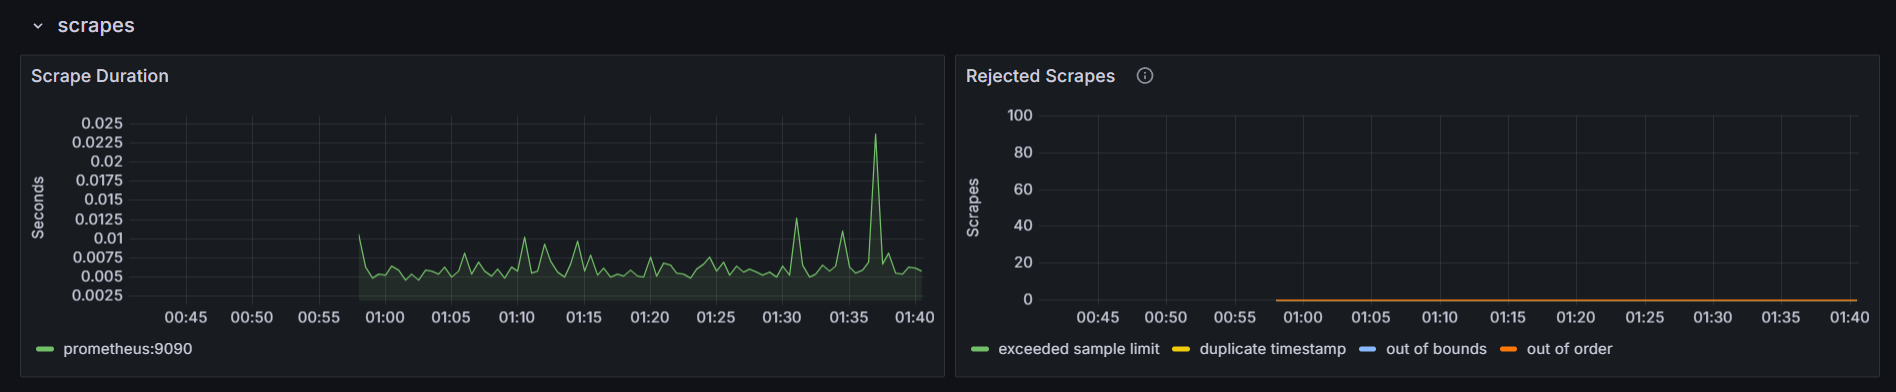 scrapes
Scrape Duration
Seconds
0.025
0.0225
0.02
0.0175
0.015
0.0125
0.01
0.0075
0.005
0.0025
00:45 00:50 00:55 01:00 01:05 01:10 01:15 01:20 01:25 01:30 01:35 01:40
prometheus:9090
Rejected Scrapes
Scrapes
100
80
60
40
20
0
00:45 00:50 00:55 01:00 01:05 01:10 01:15 01:20 01:25 01:30 01:35 01:40
exceeded sample limit duplicate timestamp out of bounds out of order